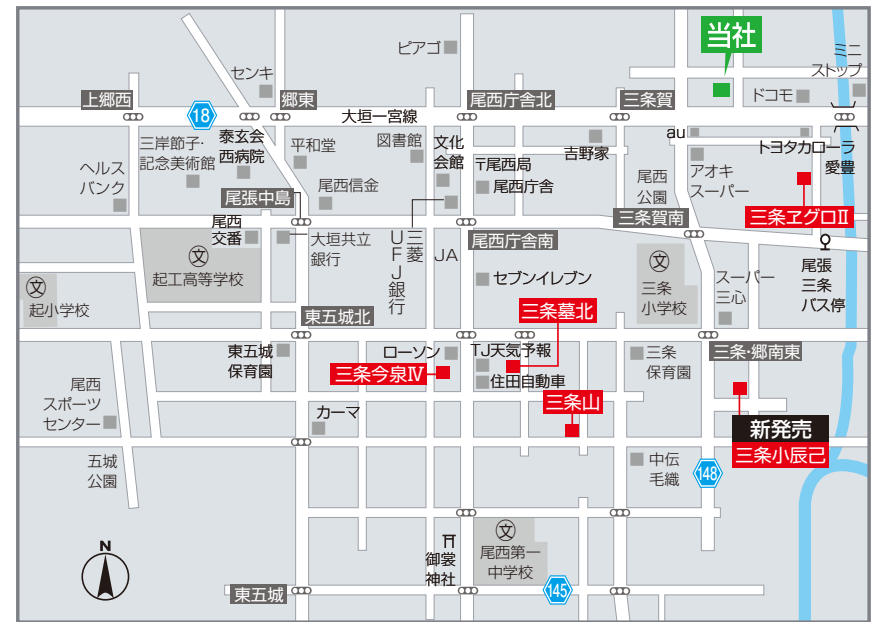 当社
ピアゴ
ミニ
ストップ
センキ
ドコモ
上郷西
18
郷東
大垣一宮線
尾西庁舎北
三条賀
au
三岸節子・
記念美術館
泰玄会
西病院
平和堂
図書館
文化
会館
〒尾西局
尾西庁舎
吉野家
トヨタカローラ
愛豊
ヘルス
バンク
尾西信金
尾西
公園
アオキ
スーパー
尾張中島
三条賀南
三条ヱグロⅡ
尾西
交番
大垣共立
銀行
三菱
UFJ銀行
JA
尾西庁舎南
文
起工高等学校
文
起小学校
セブンイレブン
文
三条
小学校
スーパー
三心
尾張
三条
バス停
東五城北
三条墓北
東五城
保育園
ローソン
TJ天気予報
三条
保育園
三条・郷南東
三条今泉Ⅳ
住田自動車
尾西
スポーツ
センター
カーマ
三条山
新発売
三条小辰己
五城
公園
中伝
毛織
148
文
尾西第一
中学校
御裳
神社
N
東五城
145